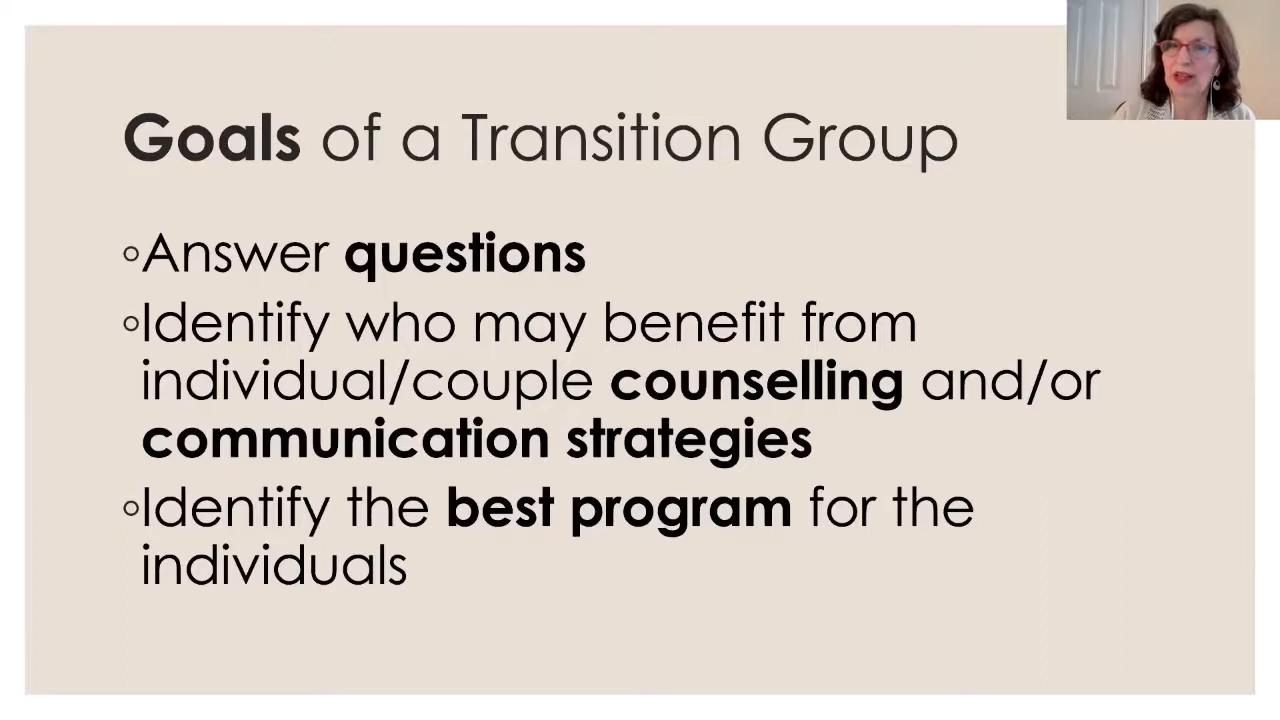 Goals of a Transition Group
◦Answer questions
◦Identify who may benefit from
individual/couple counselling and/or
communication strategies
◦Identify the best program for the
individuals